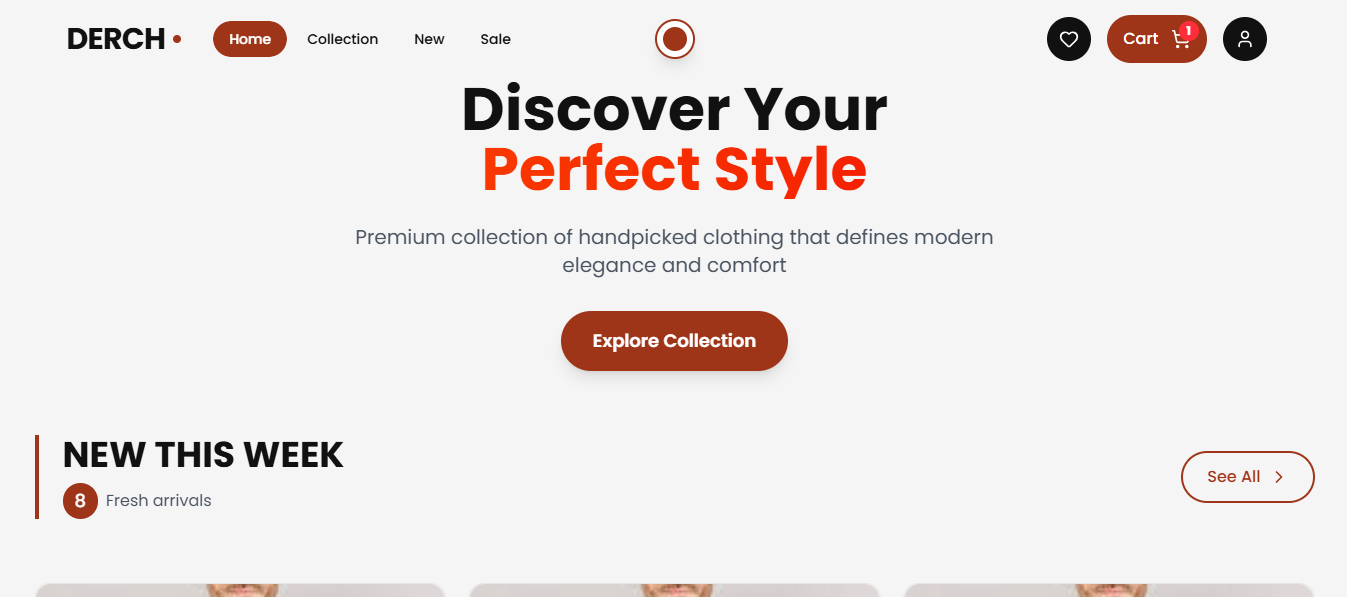 DERCH
Home Collection New Sale
Cart 1
Discover Your
Perfect Style
Premium collection of handpicked clothing that defines modern
elegance and comfort
Explore Collection
NEW THIS WEEK
8 Fresh arrivals
See All